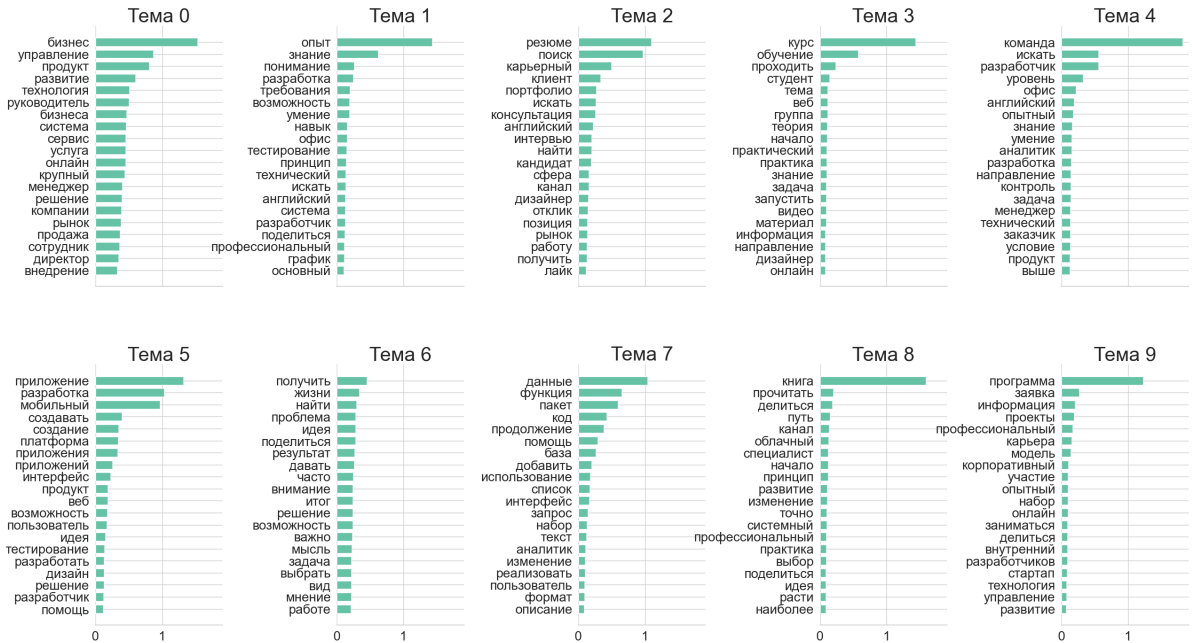 Тема 0
бизнес
управление
продукт
развитие
технология
руководитель
бизнеса
система
сервис
услуга
онлайн
крупный
менеджер
решение
компании
рынок
продажа
сотрудник
директор
внедрение
Тема 1
опыт
знание
понимание
разработка
требования
возможность
умение
навык
офис
тестирование
принцип
технический
искать
английский
система
разработчик
поделиться
профессиональный
график
основный
Тема 2
резюме
поиск
карьерный
клиент
портфолио
искать
консультация
английский
интервью
найти
кандидат
сфера
канал
дизайнер
отклик
позиция
рынок
работу
получить
лайк
Тема 3
курс
обучение
проходить
студент
тема
веб
группа
теория
начало
практический
практика
знание
задача
запустить
видео
материал
информация
направление
дизайнер
онлайн
Тема 4
команда
искать
разработчик
уровень
офис
английский
опытный
знание
умение
аналитик
разработка
направление
контроль
задача
менеджер
технический
заказчик
условие
продукт
выше
Тема 5
приложение
разработка
мобильный
создавать
создание
платформа
приложения
приложений
интерфейс
продукт
веб
возможность
пользователь
идея
тестирование
разработать
дизайн
решение
разработчик
помощь
0 1
Тема 6
получить
жизни
найти
проблема
идея
поделиться
результат
давать
часто
внимание
итог
решение
возможность
важно
мысль
задача
выбрать
вид
мнение
работе
0 1
Тема 7
данные
функция
пакет
код
продолжение
помощь
база
добавить
использование
список
интерфейс
запрос
набор
текст
аналитик
изменение
реализовать
пользователь
формат
описание
0 1
Тема 8
книга
прочитать
делиться
путь
канал
облачный
специалист
начало
принцип
развитие
изменение
точно
системный
профессиональный
практика
выбор
поделиться
идея
расти
наиболее
0 1
Тема 9
программа
заявка
информация
проекты
профессиональный
карьера
модель
корпоративный
участие
опытный
набор
онлайн
заниматься
делиться
внутренний
разработчиков
стартап
технология
управление
развитие
0 1